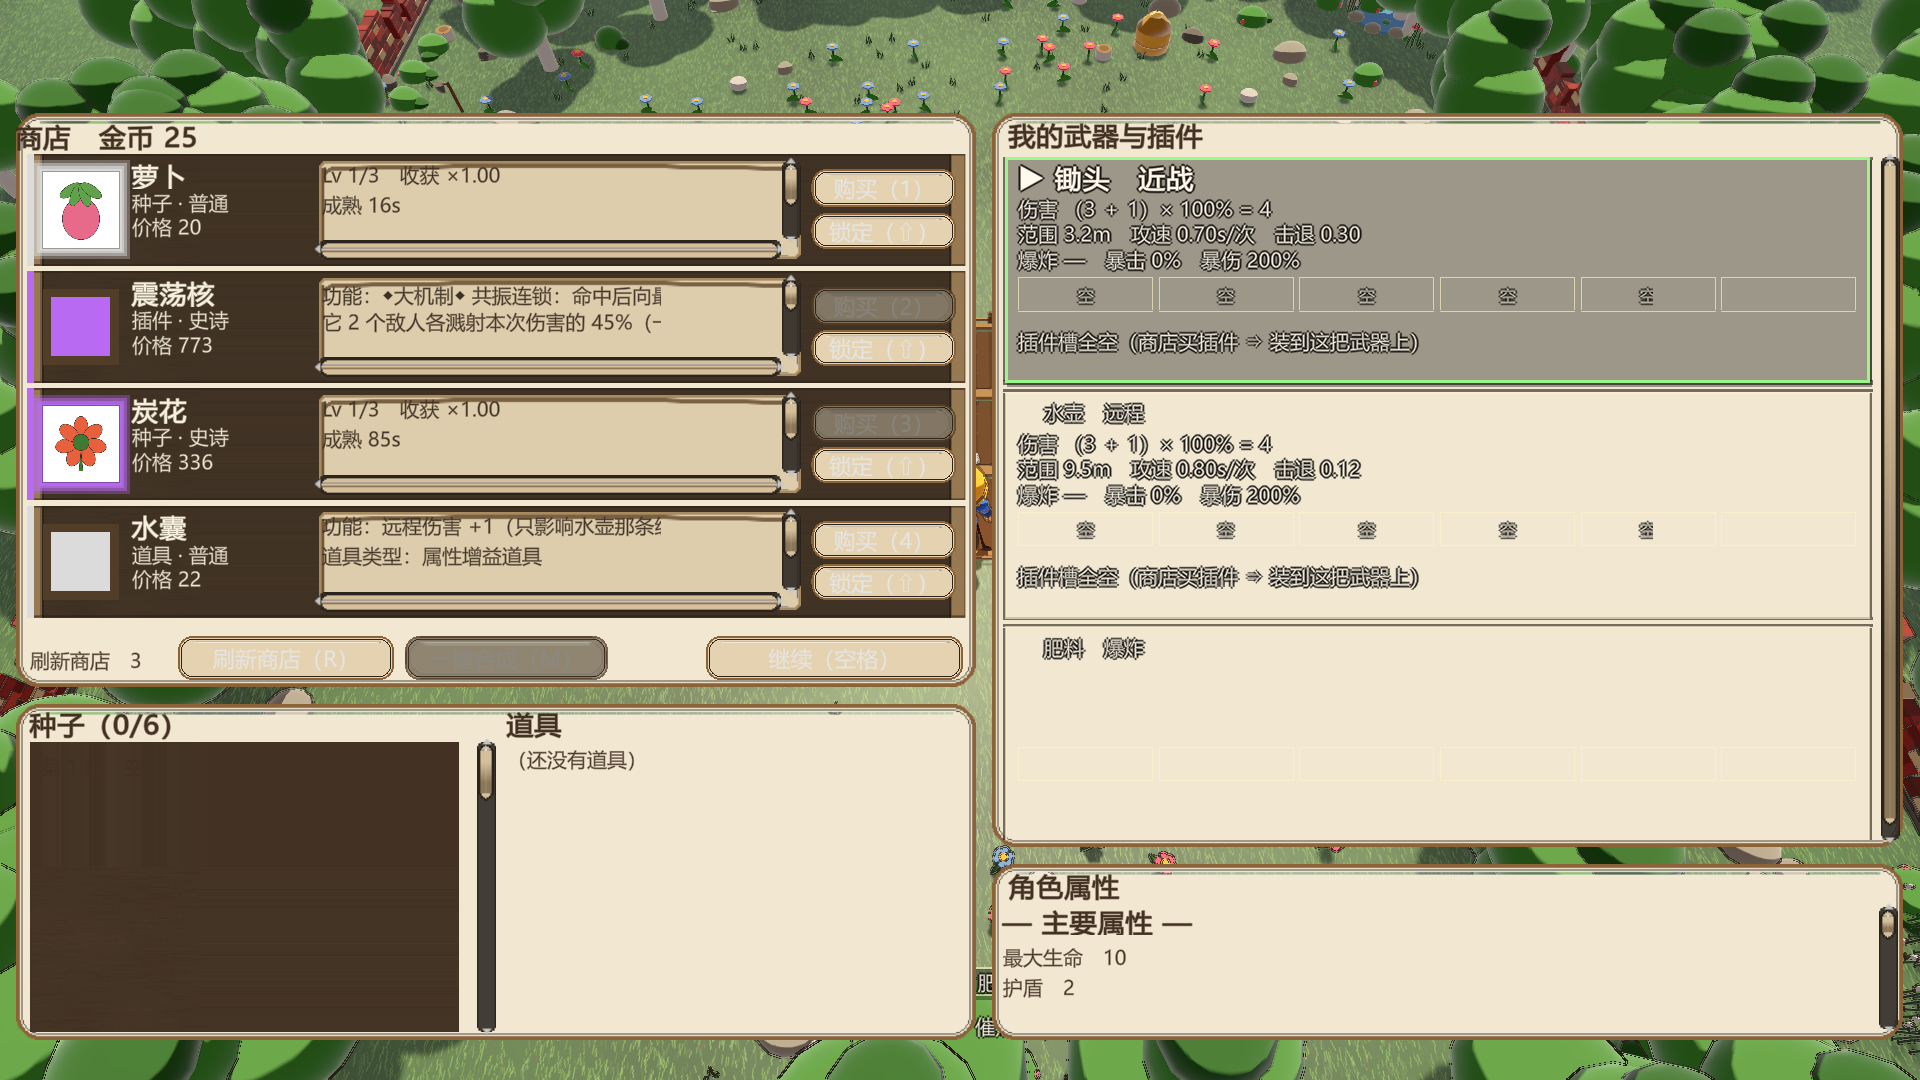 商店 金币 25
萝卜
种子 · 普通
价格 20
Lv 1/3 收获 ×1.00
成熟 16s
购买（1）
锁定（⇧）
震荡核
插件 · 史诗
价格 773
功能：◆大机制◆ 共振连锁：命中后向
它 2 个敌人各溅射本次伤害的 45%（
购买（2）
锁定（⇧）
炭花
种子 · 史诗
价格 336
Lv 1/3 收获 ×1.00
成熟 85s
购买（3）
锁定（⇧）
水囊
道具 · 普通
价格 22
功能：远程伤害 +1（只影响水壶那条
道具类型：属性增益道具
购买（4）
锁定（⇧）
刷新商店 3
刷新商店（R）
继续（空格）
种子（0/6）
道具
（还没有道具）
我的武器与插件
▶ 锄头 近战
伤害 （3 + 1）× 100% = 4
范围 3.2m 攻速 0.70s/次 击退 0.30
爆炸 — 暴击 0% 暴伤 200%
空 空 空 空 空
插件槽全空（商店买插件 ⇨ 装到这把武器上）
水壶 远程
伤害 （3 + 1）× 100% = 4
范围 9.5m 攻速 0.80s/次 击退 0.12
爆炸 — 暴击 0% 暴伤 200%
空 空 空 空 空
插件槽全空（商店买插件 ⇨ 装到这把武器上）
肥料 爆炸
角色属性
— 主要属性 —
最大生命 10
护盾 2
肥
催